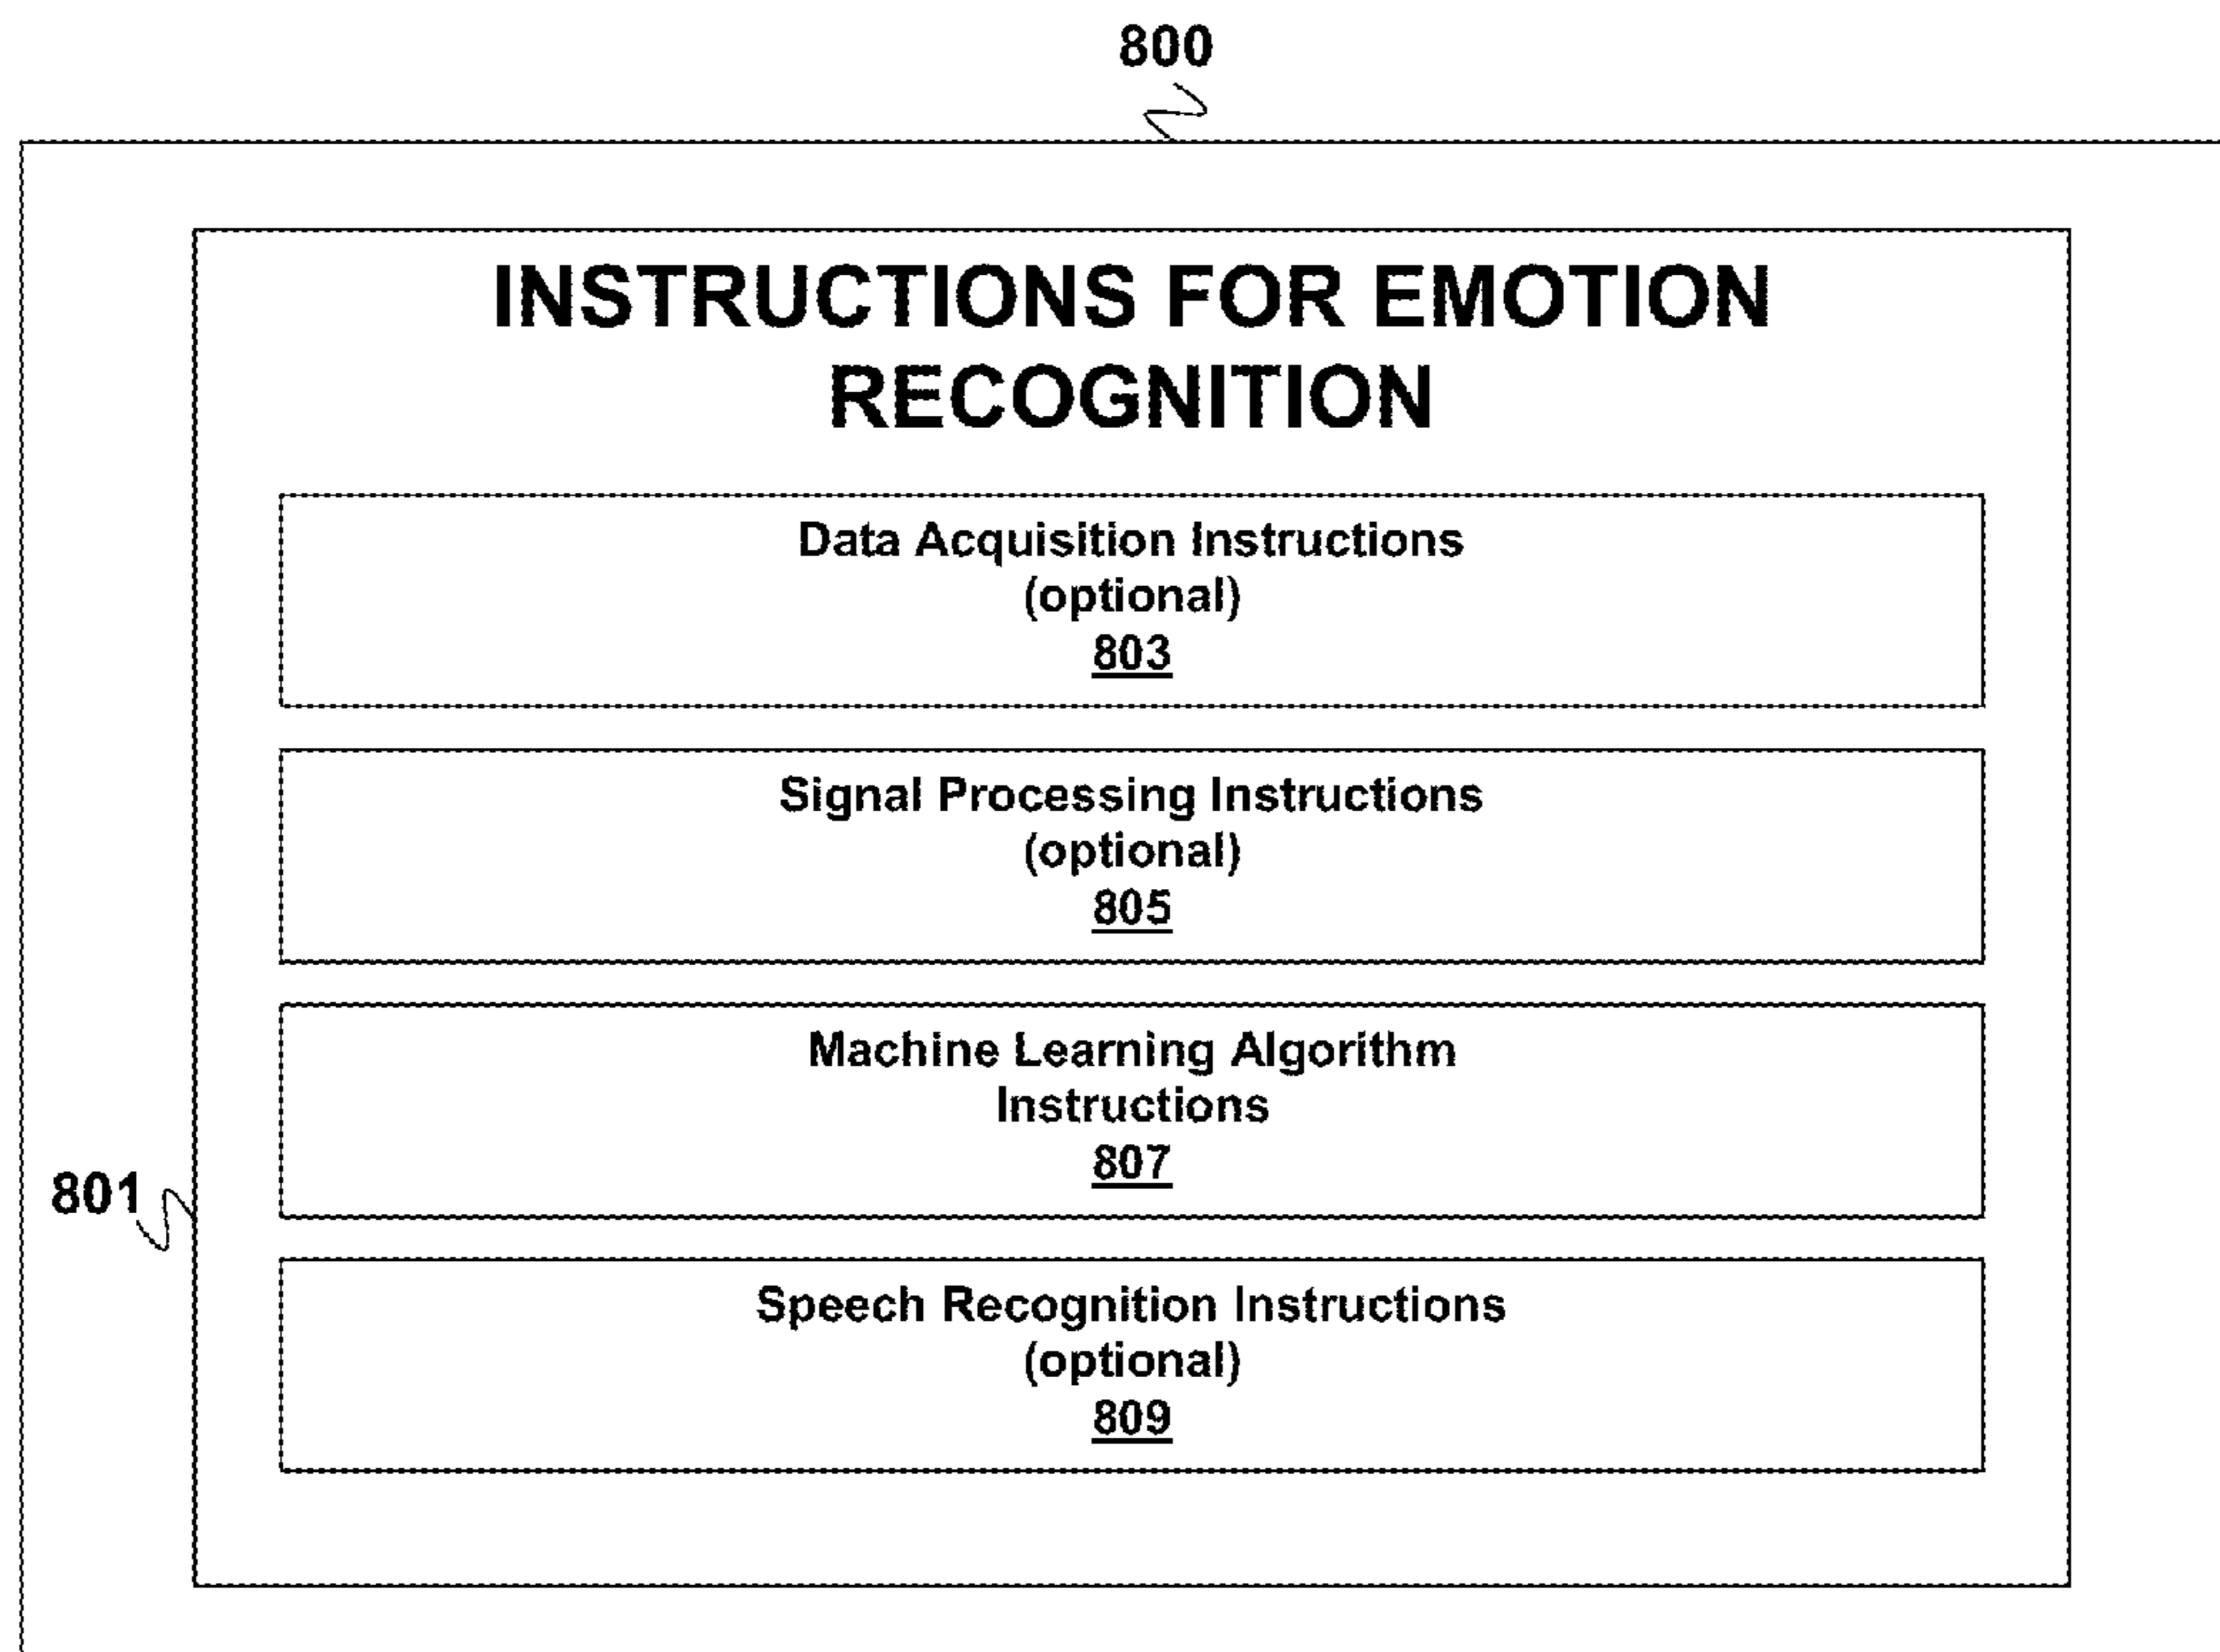 800
INSTRUCTIONS FOR EMOTION
RECOGNITION
Data Acquisition Instructions
(optional)
803
Signal Processing Instructions
(optional)
805
Machine Learning Algorithm
Instructions
807
801
Speech Recognition Instructions
(optional)
809